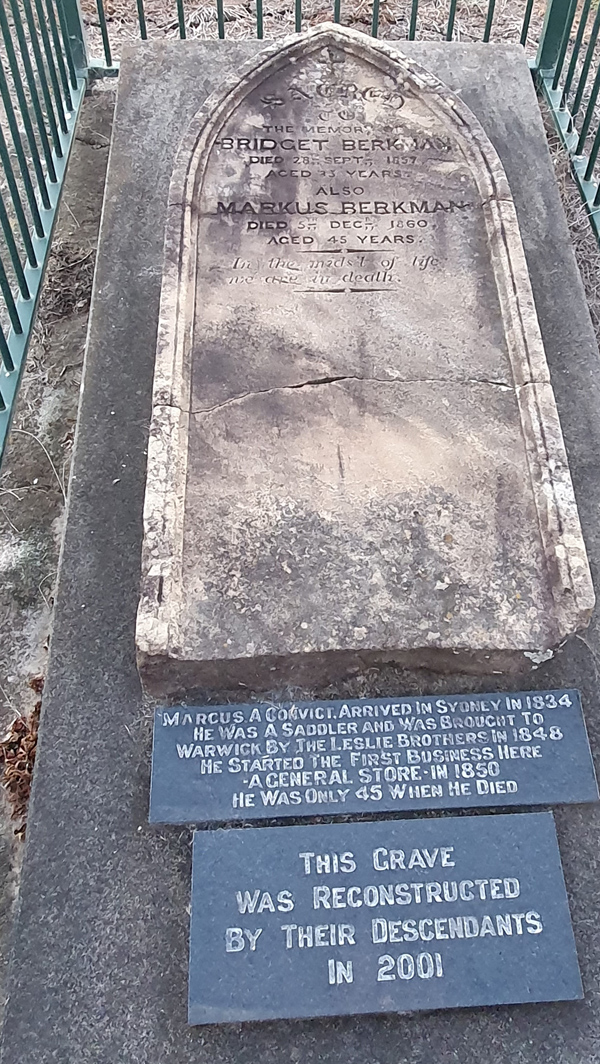 SACRED
TO
THE MEMORY OF
BRIDGET BERKMAN
DIED 28TH SEPTR 1857
AGED 33 YEARS.
ALSO
MARKUS BERKMAN
DIED 5TH DECR 1860,
AGED 45 YEARS.
In the midst of life
we are in death.
MARCUS A CONVICT, ARRIVED IN SYDNEY IN 1834
HE WAS A SADDLER AND WAS BROUGHT TO
WARWICK BY THE LESLIE BROTHERS IN 1848
HE STARTED THE FIRST BUSINESS HERE
-A GENERAL STORE- IN 1850
HE WAS ONLY 45 WHEN HE DIED
THIS GRAVE
WAS RECONSTRUCTED
BY THEIR DESCENDANTS
IN 2001